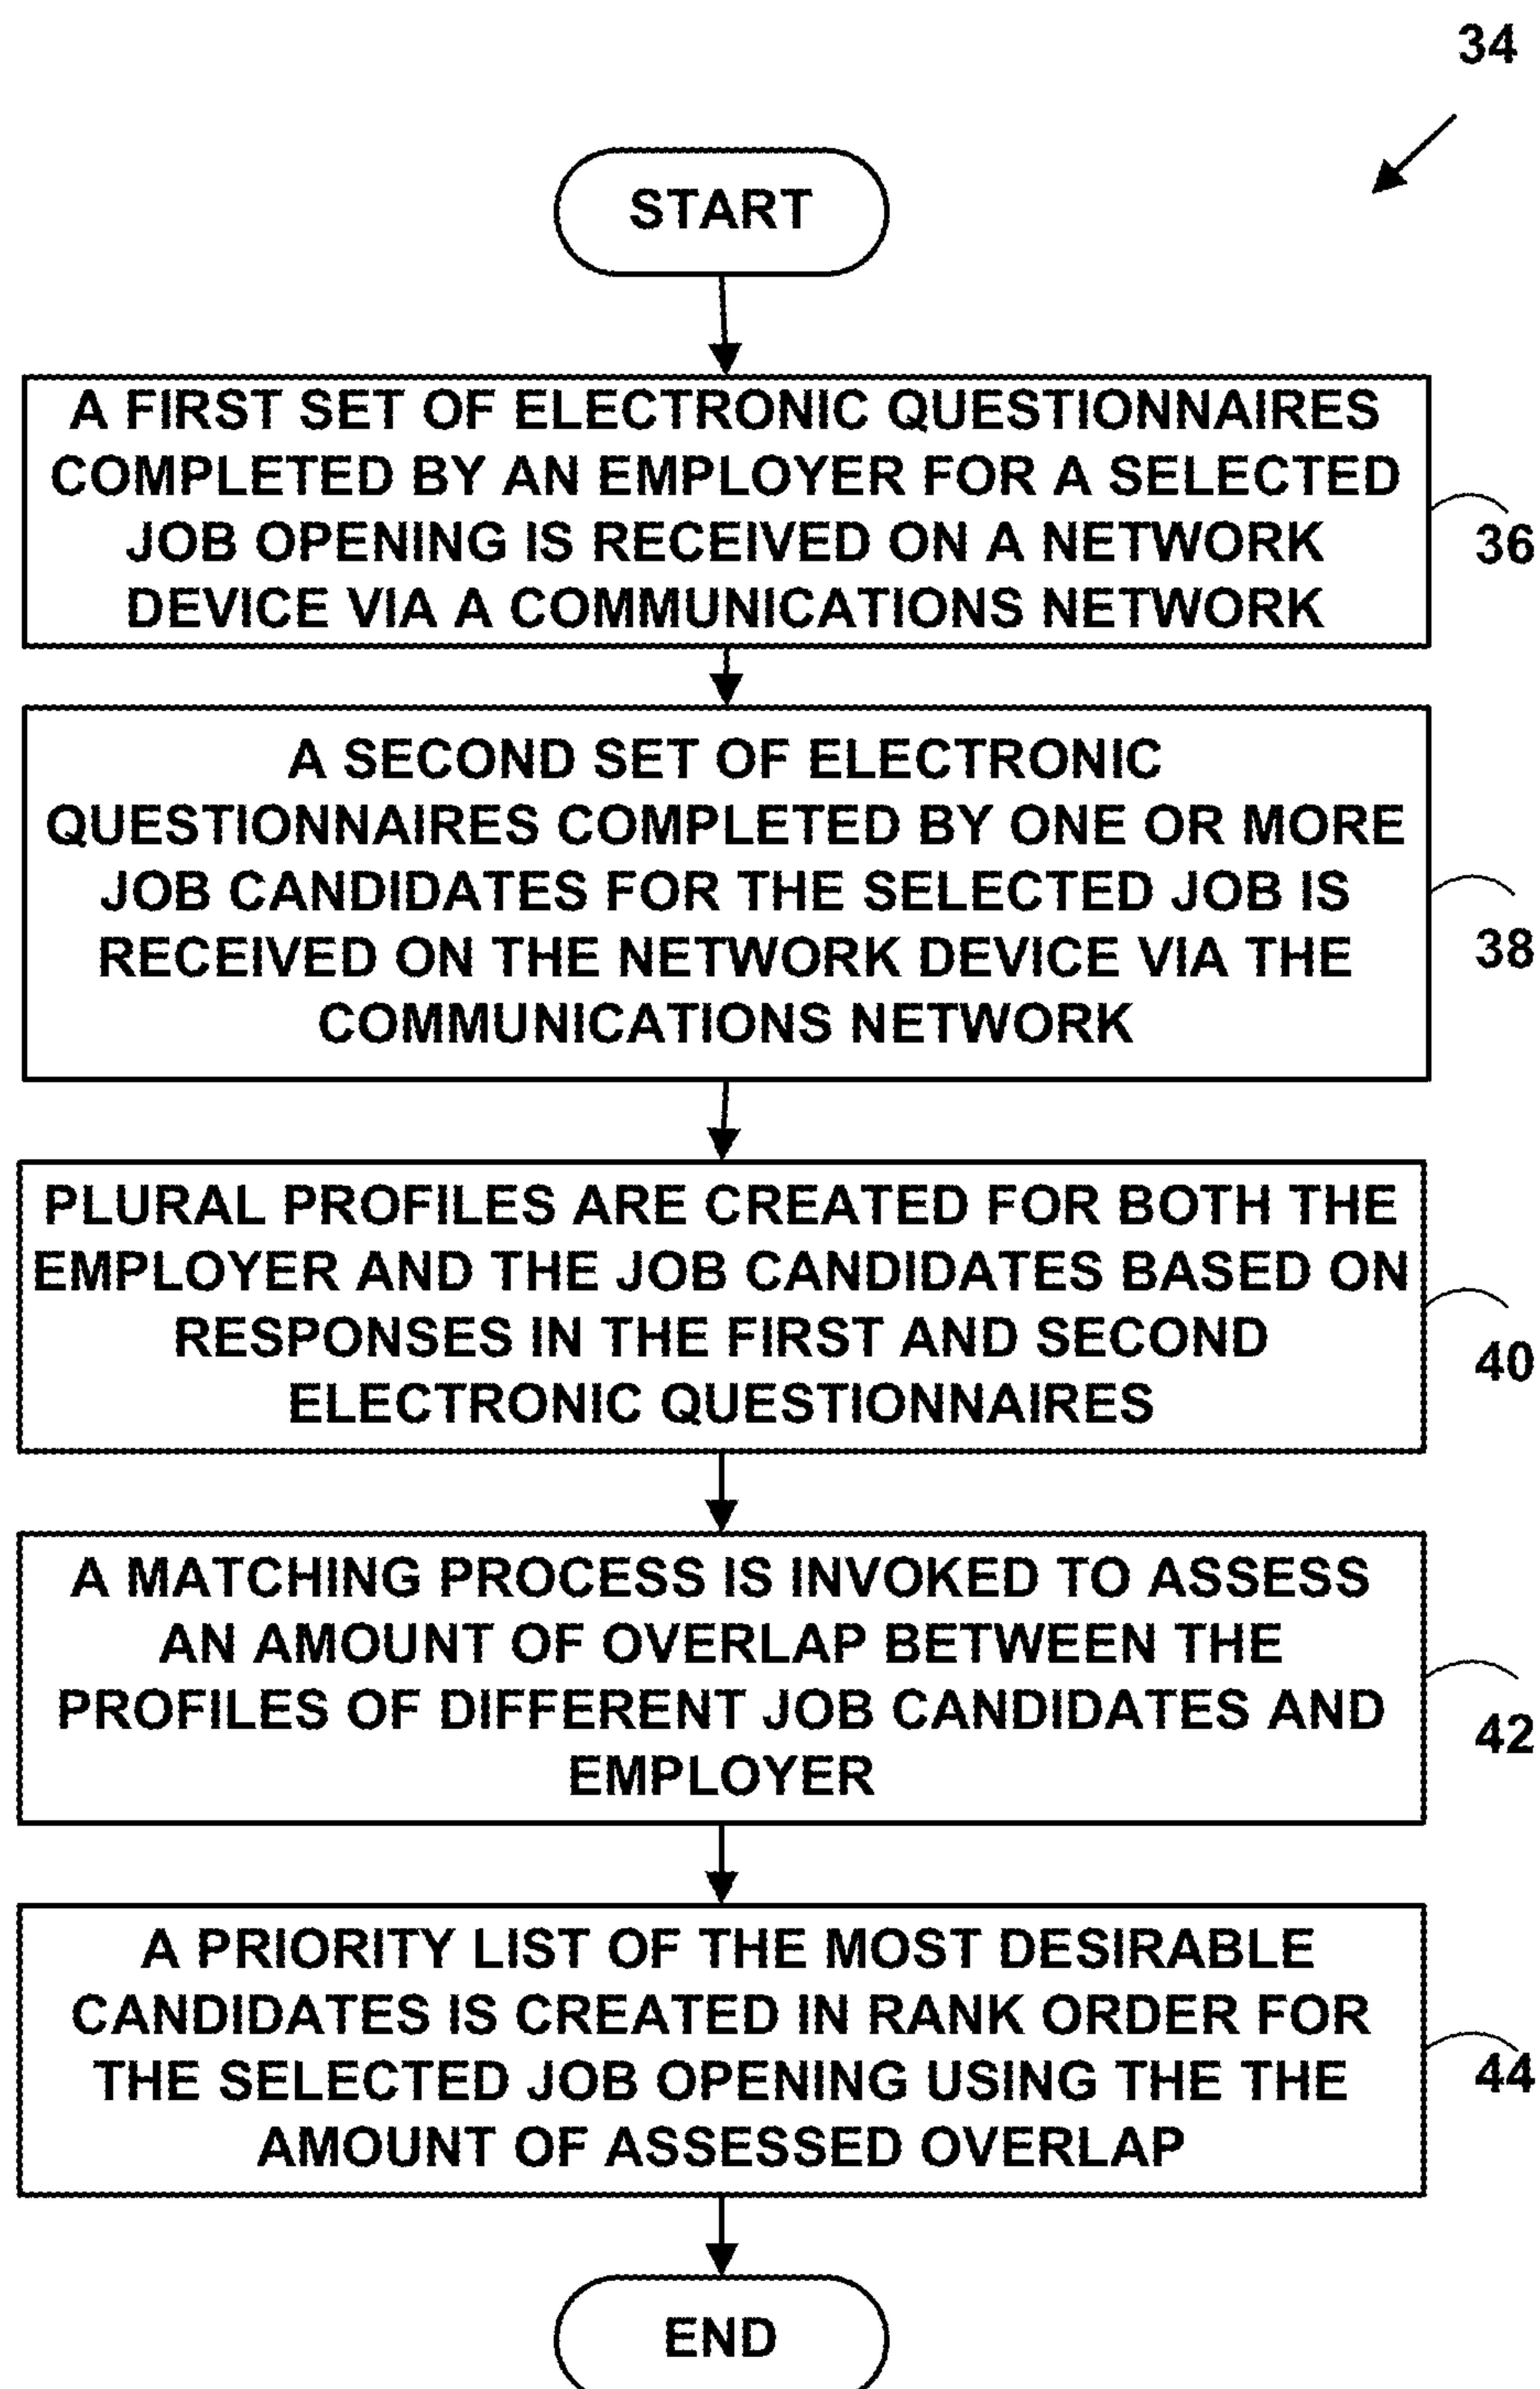 34
START
A FIRST SET OF ELECTRONIC QUESTIONNAIRES
COMPLETED BY AN EMPLOYER FOR A SELECTED
JOB OPENING IS RECEIVED ON A NETWORK
DEVICE VIA A COMMUNICATIONS NETWORK
36
A SECOND SET OF ELECTRONIC
QUESTIONNAIRES COMPLETED BY ONE OR MORE
JOB CANDIDATES FOR THE SELECTED JOB IS
RECEIVED ON THE NETWORK DEVICE VIA THE
COMMUNICATIONS NETWORK
38
PLURAL PROFILES ARE CREATED FOR BOTH THE
EMPLOYER AND THE JOB CANDIDATES BASED ON
RESPONSES IN THE FIRST AND SECOND
ELECTRONIC QUESTIONNAIRES
40
A MATCHING PROCESS IS INVOKED TO ASSESS
AN AMOUNT OF OVERLAP BETWEEN THE
PROFILES OF DIFFERENT JOB CANDIDATES AND
EMPLOYER
42
A PRIORITY LIST OF THE MOST DESIRABLE
CANDIDATES IS CREATED IN RANK ORDER FOR
THE SELECTED JOB OPENING USING THE THE
AMOUNT OF ASSESSED OVERLAP
44
END